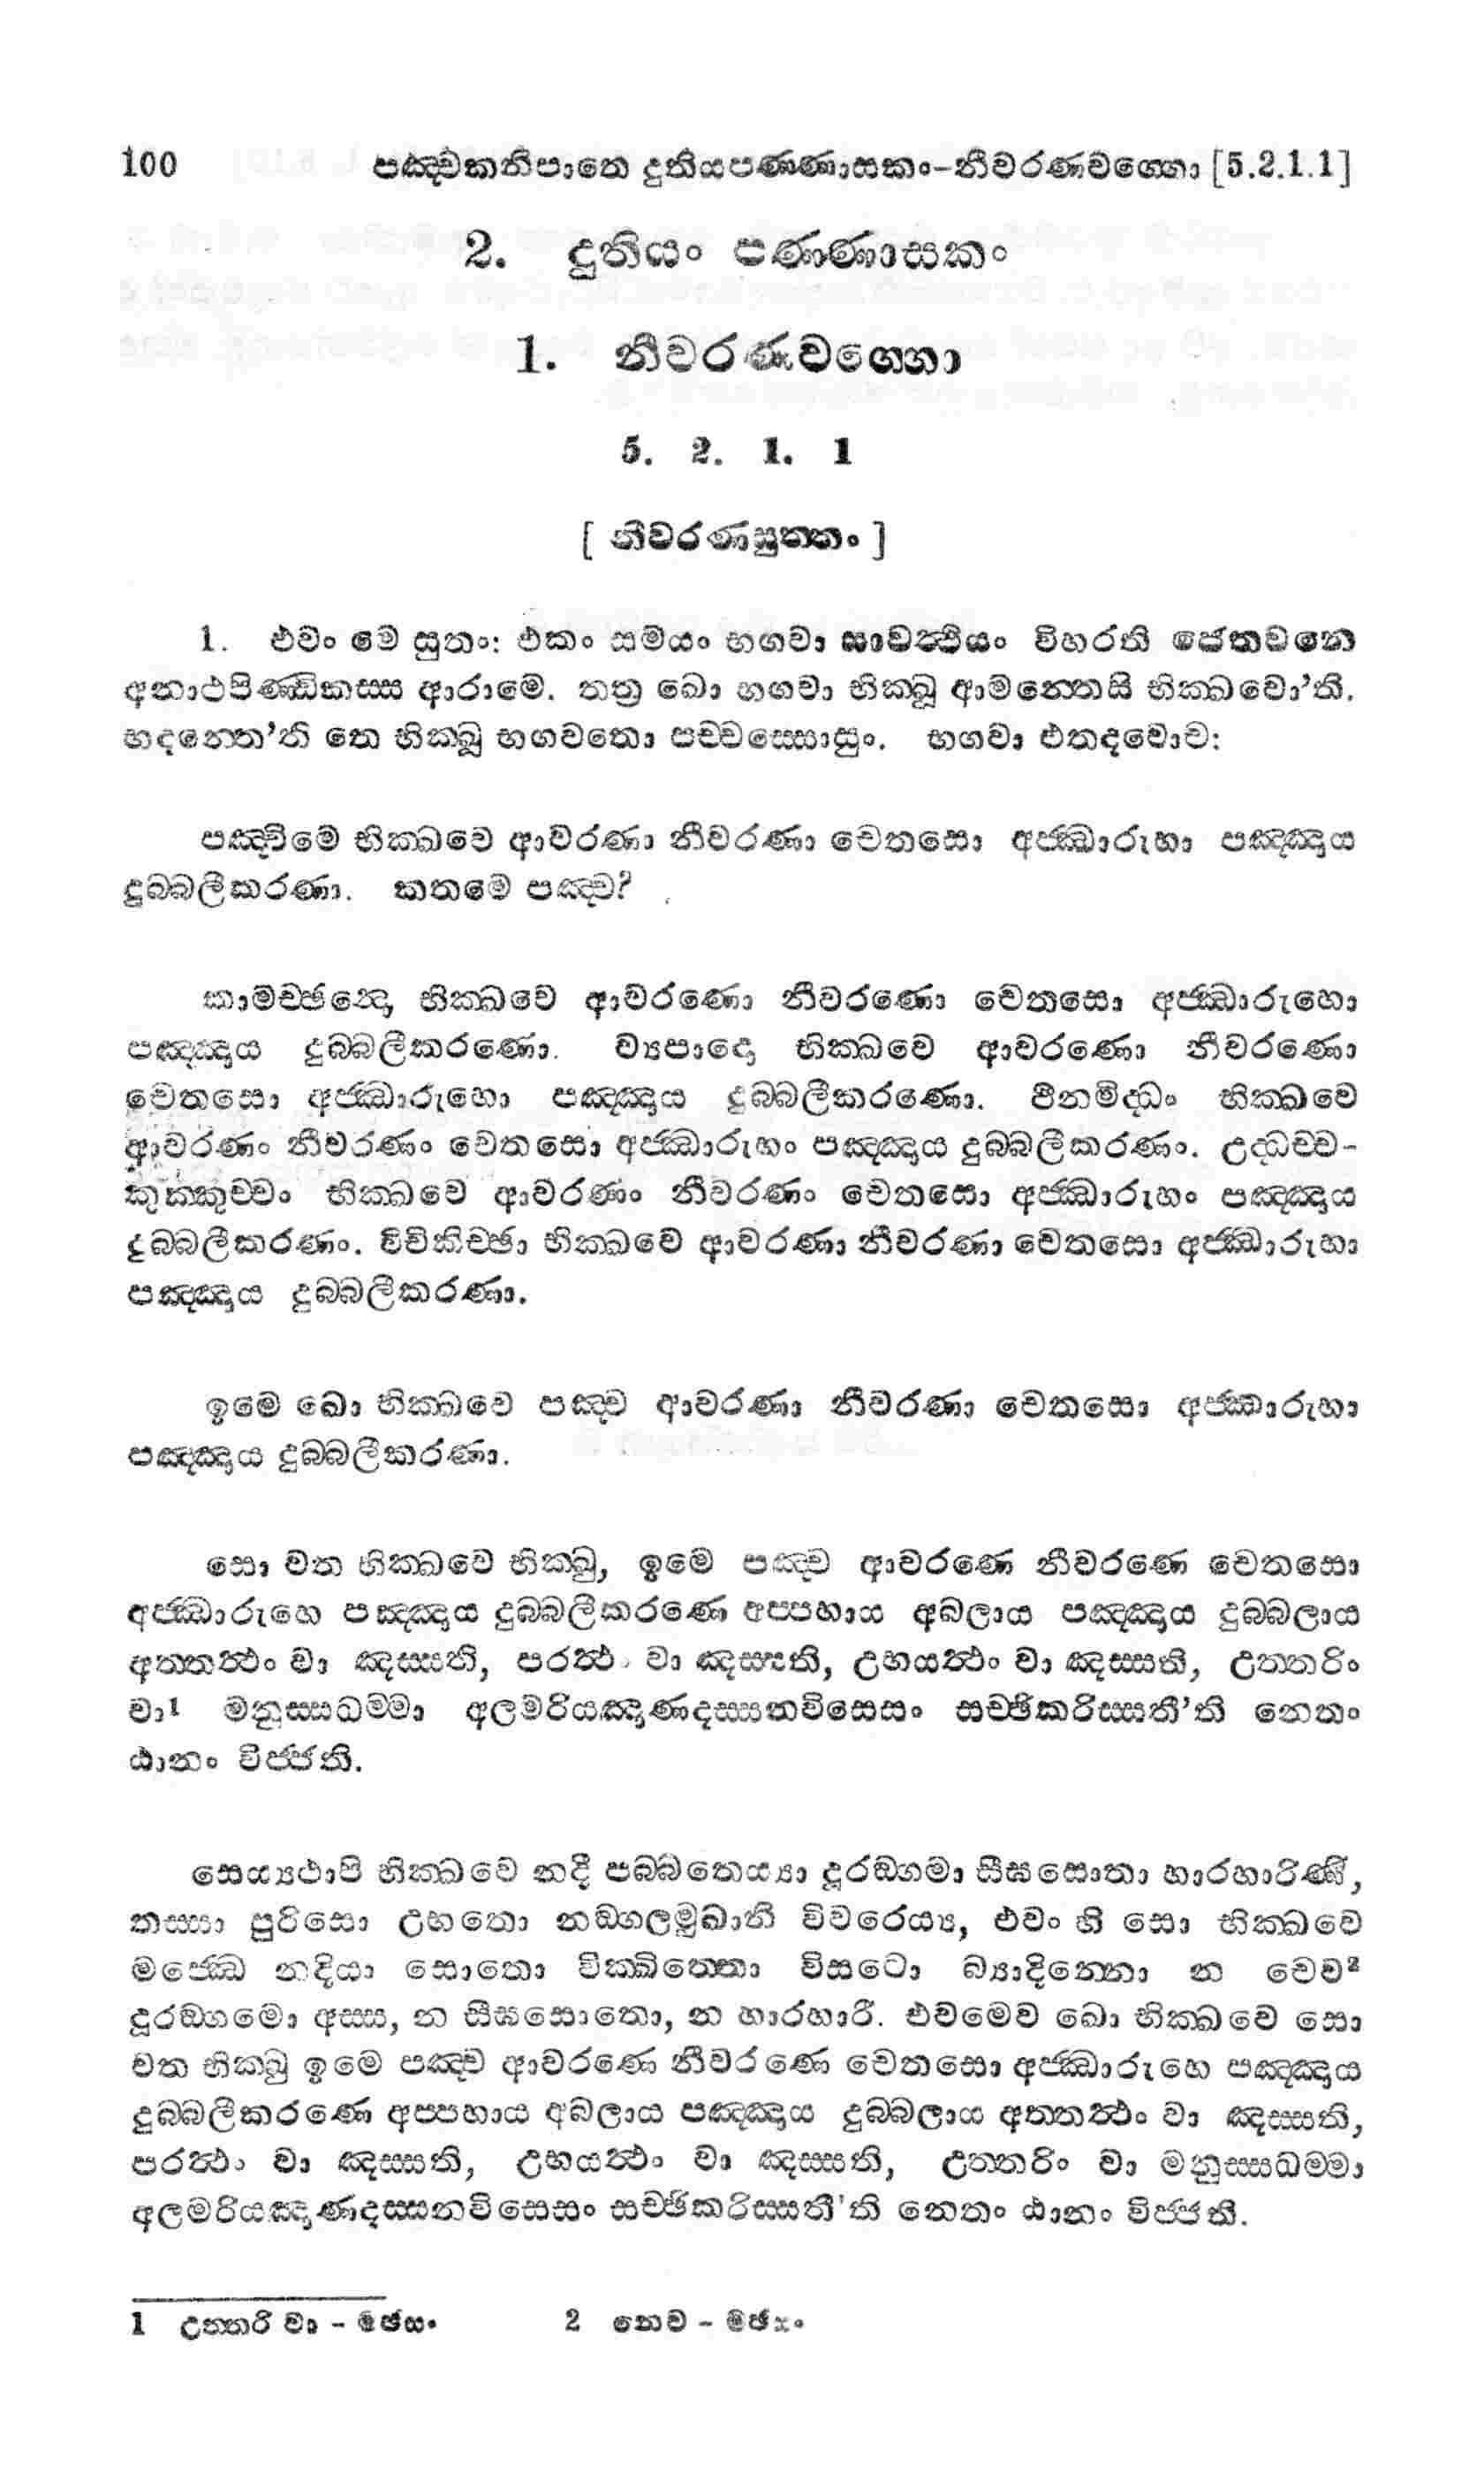 100 පඤ්චකනිපාතෙ දුතියපණ්ණාසකං-නීවරණවග්ගො [5.2.1.1]
2. දුතියං පණ්ණාසකං
1. නීවරණවග්ගො
5. 2. 1. 1
[ නීවරණසුත්තං ]
1. එවං මෙ සුතං: එකං සමයං භගවා සාවත්ථියං විහරති ජෙතවනෙ
අනාථපිණ්ඩිකස්ස ආරාමෙ. තත්‍ර ඛො භගවා භික්ඛූ ආමන්තෙසි භික්ඛවො’ති.
භදන්තෙ’ති තෙ භික්ඛූ භගවතො පච්චස්සොසුං. භගවා එතදවොච:
පඤ්චිමෙ භික්ඛවෙ ආවරණා නීවරණා චෙතසො අජ්ඣාරුහා පඤ්ඤාය
දුබ්බලීකරණා. කතමෙ පඤ්ච?
කාමච්ඡන්දො භික්ඛවෙ ආවරණො නීවරණො චෙතසො අජ්ඣාරුහො
පඤ්ඤාය දුබ්බලීකරණො. ව්‍යාපාදො භික්ඛවෙ ආවරණො නීවරණො
චෙතසො අජ්ඣාරුහො පඤ්ඤාය දුබ්බලීකරණො. ථීනමිද්ධං භික්ඛවෙ
ආවරණං නීවරණං චෙතසො අජ්ඣාරුහං පඤ්ඤාය දුබ්බලීකරණං. උද්ධච්ච-
කුක්කුච්චං භික්ඛවෙ ආවරණං නීවරණං චෙතසො අජ්ඣාරුහං පඤ්ඤාය
දුබ්බලීකරණං. විචිකිච්ඡා භික්ඛවෙ ආවරණා නීවරණා චෙතසො අජ්ඣාරුහා
පඤ්ඤාය දුබ්බලීකරණා.
ඉමෙ ඛො භික්ඛවෙ පඤ්ච ආවරණා නීවරණා චෙතසො අජ්ඣාරුහා
පඤ්ඤාය දුබ්බලීකරණා.
සො වත භික්ඛවෙ භික්ඛු, ඉමෙ පඤ්ච ආවරණෙ නීවරණෙ චෙතසො
අජ්ඣාරුහෙ පඤ්ඤාය දුබ්බලීකරණෙ අප්පහාය අබලාය පඤ්ඤාය දුබ්බලාය
අත්තත්ථං වා ඤස්සති, පරත්ථං වා ඤස්සති, උභයත්ථං වා ඤස්සති, උත්තරිං
වා1 මනුස්සධම්මා අලමරියඤාණදස්සනවිසෙසං සච්ඡිකරිස්සතී’ති නෙතං
ඨානං විජ්ජති.
සෙය්‍යථාපි භික්ඛවෙ නදී පබ්බතෙය්‍යා දූරඞ්ගමා සීඝසොතා හාරහාරිණී,
තස්සා පුරිසො උභතො නඞ්ගලමුඛානි විවරෙය්‍ය, එවං හි සො භික්ඛවෙ
මජ්ඣෙ නදියා සොතො වික්ඛිත්තො විසටො බ්‍යාදින්නො න චෙව2
දූරඞ්ගමො අස්ස, න සීඝසොතො, න හාරහාරී. එවමෙව ඛො භික්ඛවෙ සො
වත භික්ඛු ඉමෙ පඤ්ච ආවරණෙ නීවරණෙ චෙතසො අජ්ඣාරුහෙ පඤ්ඤාය
දුබ්බලීකරණෙ අප්පහාය අබලාය පඤ්ඤාය දුබ්බලාය අත්තත්ථං වා ඤස්සති,
පරත්ථං වා ඤස්සති, උභයත්ථං වා ඤස්සති, උත්තරිං වා මනුස්සධම්මා
අලමරියඤාණදස්සනවිසෙසං සච්ඡිකරිස්සතී’ති නෙතං ඨානං විජ්ජති.
1 උත්තරි වා - මඡසං 2 නෙව - මඡසං